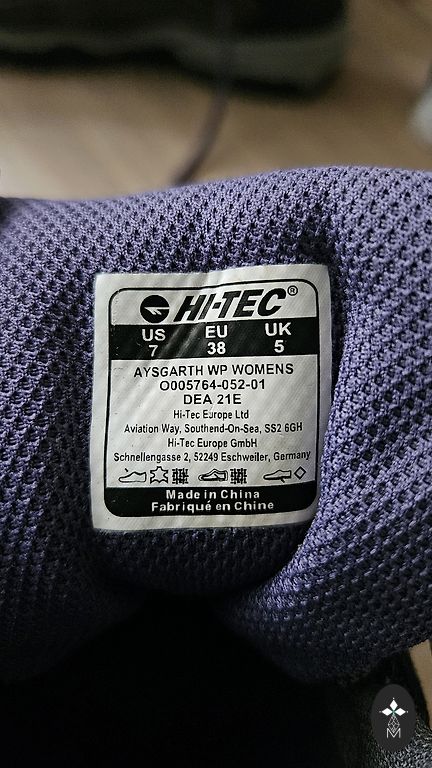 HI-TEC®
US EU UK
7 38 5
AYSGARTH WP WOMENS
O005764-052-01
DEA 21E
Hi-Tec Europe Ltd
Aviation Way, Southend-On-Sea, SS2 6GH
Hi-Tec Europe GmbH
Schnellengasse 2, 52249 Eschweiler, Germany
Made in China
Fabriqué en Chine
M